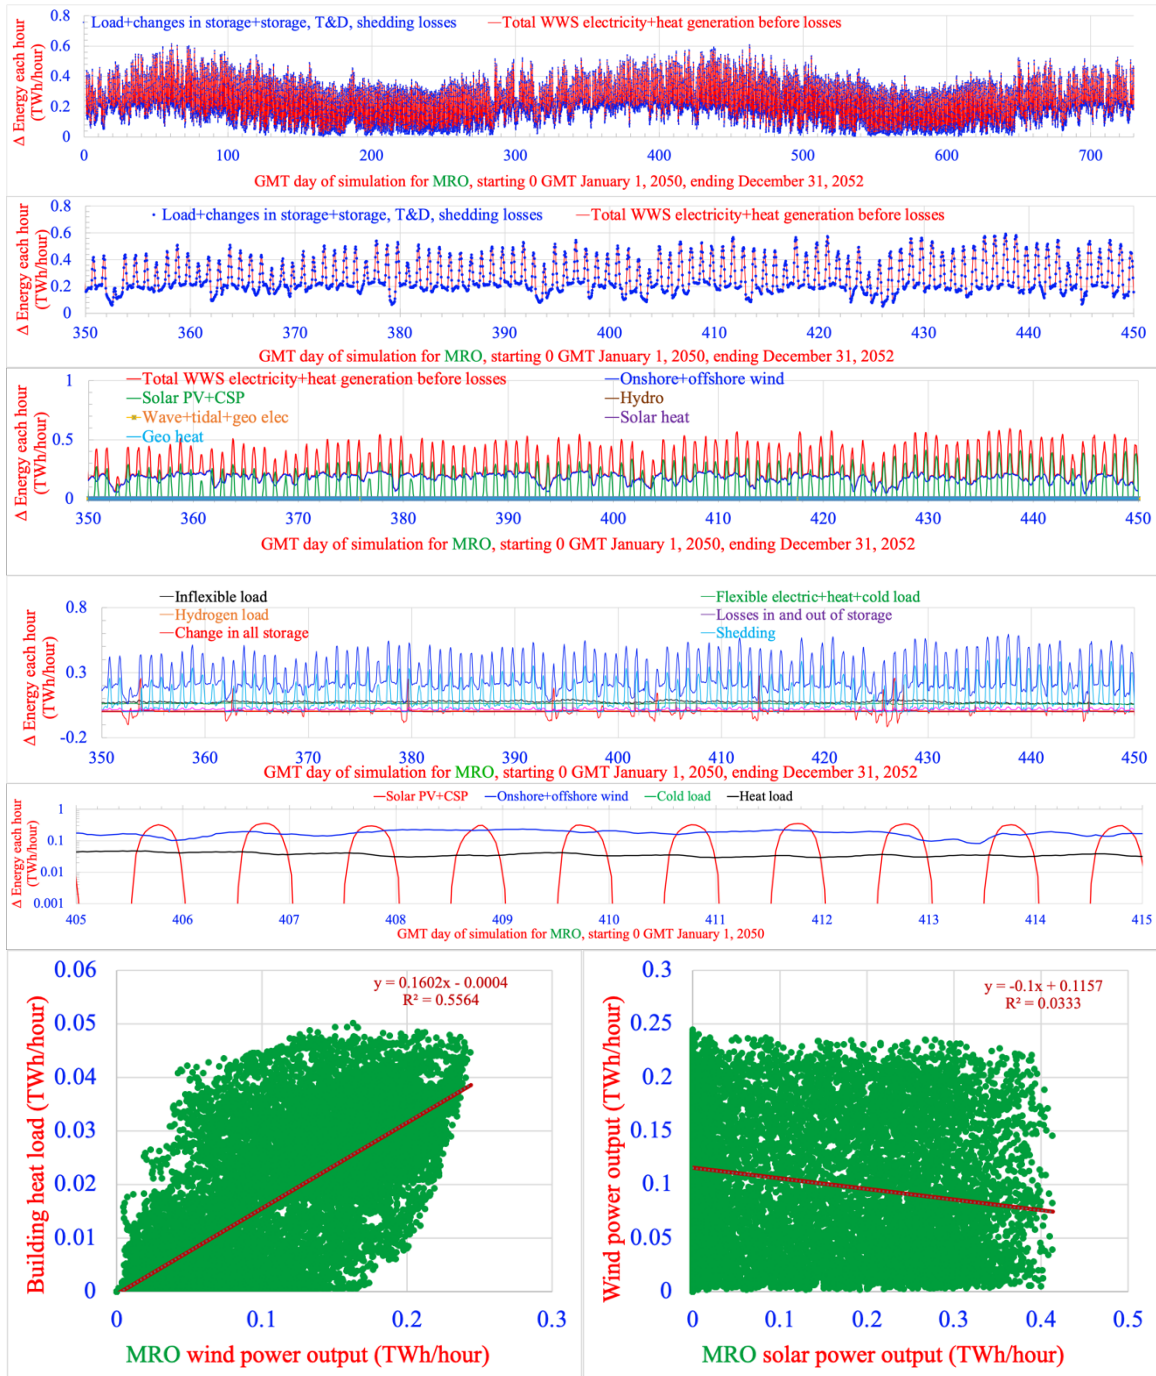 Load+changes in storage+storage, T&D, shedding losses
Total WWS electricity+heat generation before losses
Δ Energy each hour
(TWh/hour)
0.8
0.6
0.4
0.2
0
0 100 200 300 400 500 600 700
GMT day of simulation for MRO, starting 0 GMT January 1, 2050, ending December 31, 2052
Load+changes in storage+storage, T&D, shedding losses
Total WWS electricity+heat generation before losses
Δ Energy each hour
(TWh/hour)
0.8
0.6
0.4
0.2
0
350 360 370 380 390 400 410 420 430 440 450
GMT day of simulation for MRO, starting 0 GMT January 1, 2050, ending December 31, 2052
Total WWS electricity+heat generation before losses
Onshore+offshore wind
Solar PV+CSP
Hydro
Wave+tidal+geo elec
Solar heat
Geo heat
Δ Energy each hour
(TWh/hour)
1
0.5
0
350 360 370 380 390 400 410 420 430 440 450
GMT day of simulation for MRO, starting 0 GMT January 1, 2050, ending December 31, 2052
Inflexible load
Flexible electric+heat+cold load
Hydrogen load
Losses in and out of storage
Change in all storage
Shedding
Δ Energy each hour
(TWh/hour)
0.8
0.3
-0.2
350 360 370 380 390 400 410 420 430 440 450
GMT day of simulation for MRO, starting 0 GMT January 1, 2050, ending December 31, 2052
Solar PV+CSP
Onshore+offshore wind
Cold load
Heat load
Δ Energy each hour
(TWh/hour)
1
0.1
0.01
0.001
405 406 407 408 409 410 411 412 413 414 415
GMT day of simulation for MRO, starting 0 GMT January 1, 2050
Building heat load (TWh/hour)
0.06
0.05
0.04
0.03
0.02
0.01
0
y = 0.1602x - 0.0004
R² = 0.5564
0 0.1 0.2 0.3
MRO wind power output (TWh/hour)
Wind power output (TWh/hour)
0.3
0.25
0.2
0.15
0.1
0.05
0
y = -0.1x + 0.1157
R² = 0.0333
0 0.1 0.2 0.3 0.4 0.5
MRO solar power output (TWh/hour)